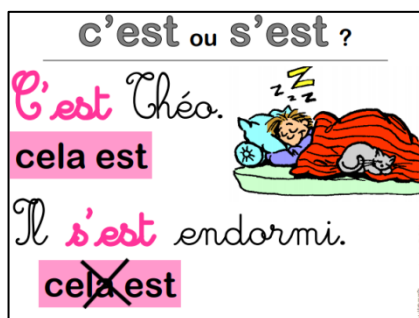 c'est ou s'est ?
C'est Théo.
cela est
Il s'est endormi.
cela est